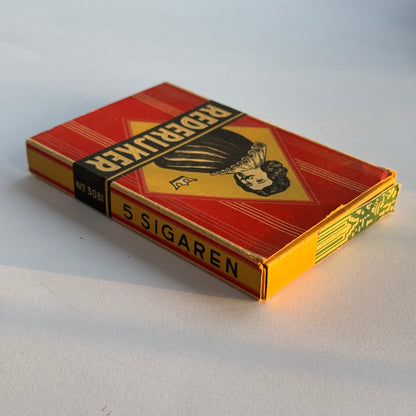 REDERIJKER
No 3081
5 SIGAREN